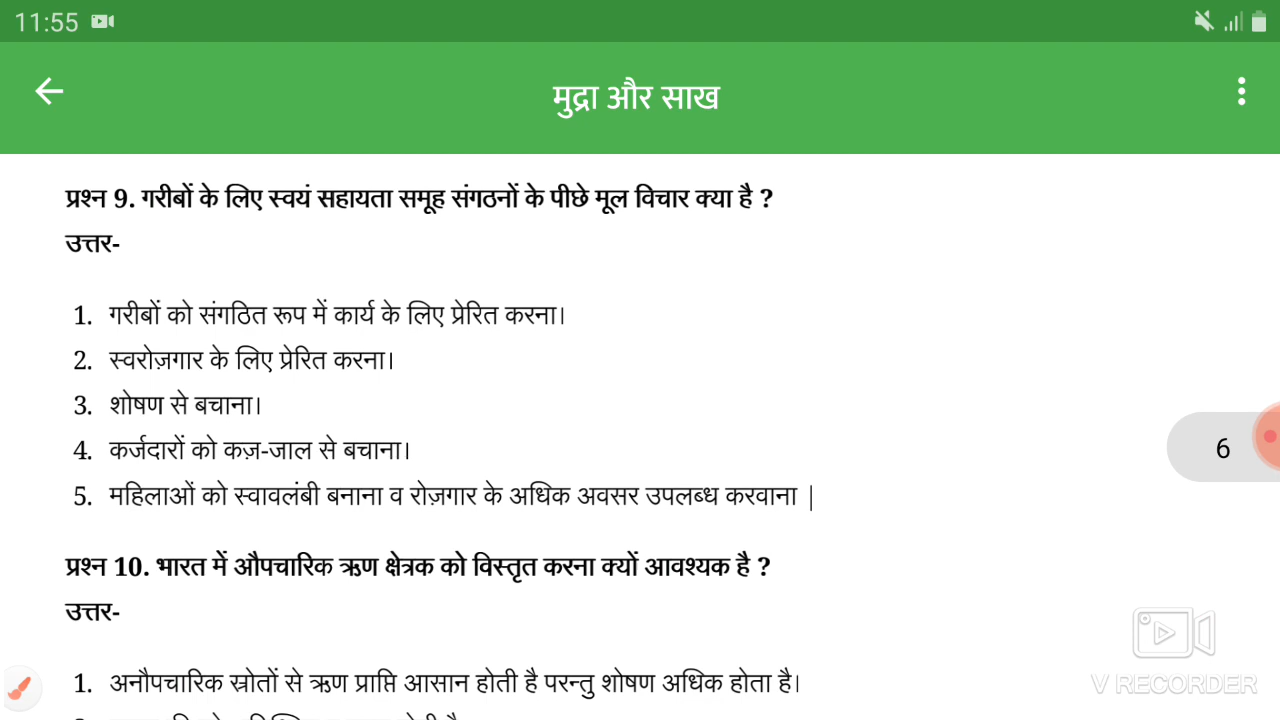 11:55
मुद्रा और साख
प्रश्न 9. गरीबों के लिए स्वयं सहायता समूह संगठनों के पीछे मूल विचार क्या है ?
उत्तर-
1. गरीबों को संगठित रूप में कार्य के लिए प्रेरित करना।
2. स्वरोज़गार के लिए प्रेरित करना।
3. शोषण से बचाना।
4. कर्जदारों को कज़-जाल से बचाना।
6
5. महिलाओं को स्वावलंबी बनाना व रोज़गार के अधिक अवसर उपलब्ध करवाना |
प्रश्न 10. भारत में औपचारिक ऋण क्षेत्रक को विस्तृत करना क्यों आवश्यक है ?
उत्तर-
1. अनौपचारिक स्रोतों से ऋण प्राप्ति आसान होती है परन्तु शोषण अधिक होता है।
V RECORDER